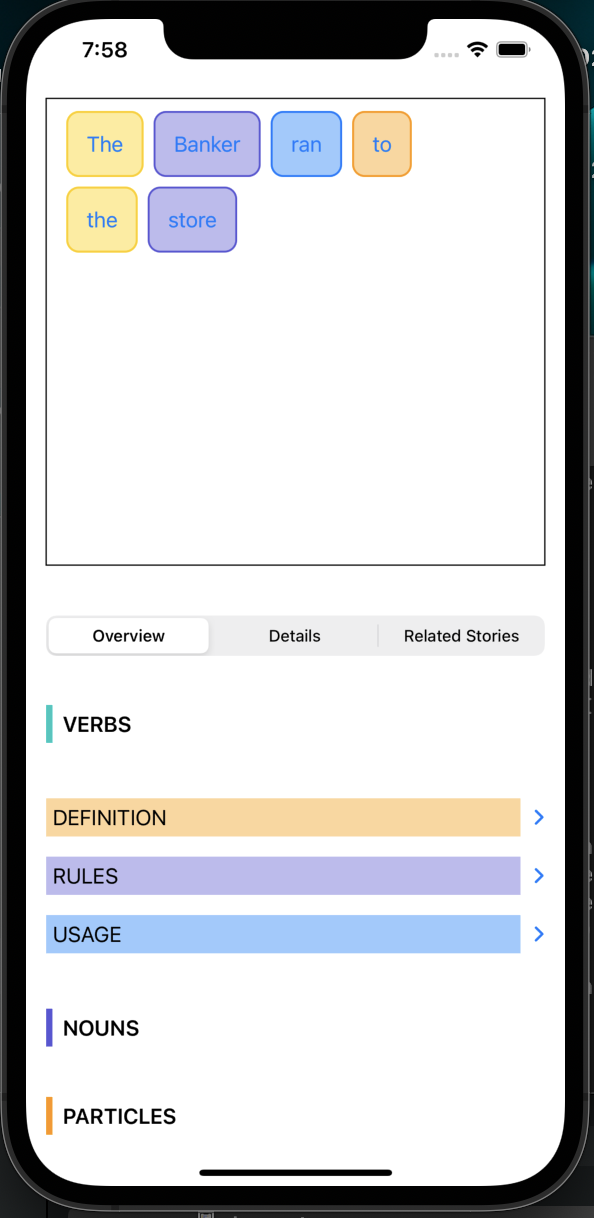 7:58
The Banker ran to
the store
Overview Details Related Stories
VERBS
DEFINITION
RULES
USAGE
NOUNS
PARTICLES